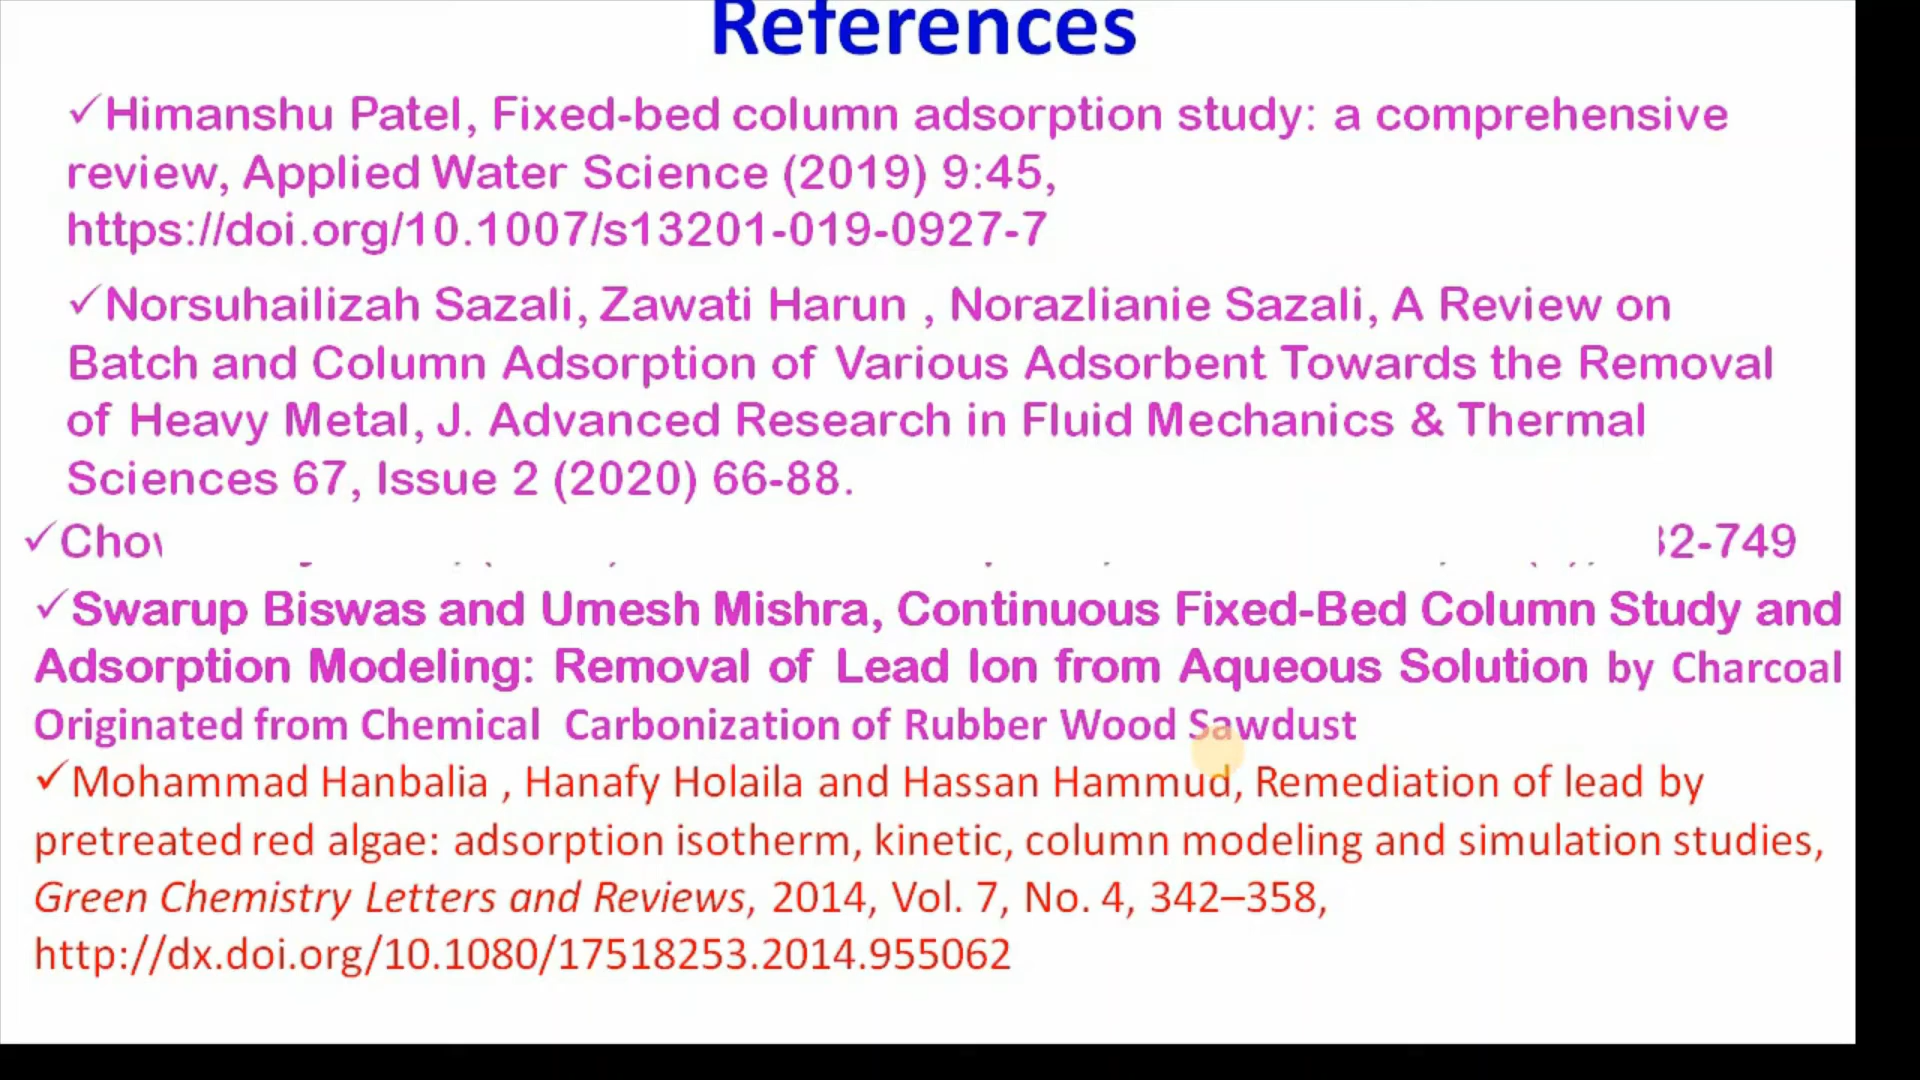 References
✓Himanshu Patel, Fixed-bed column adsorption study: a comprehensive
review, Applied Water Science (2019) 9:45,
https://doi.org/10.1007/s13201-019-0927-7
✓Norsuhailizah Sazali, Zawati Harun , Norazlianie Sazali, A Review on
Batch and Column Adsorption of Various Adsorbent Towards the Removal
of Heavy Metal, J. Advanced Research in Fluid Mechanics & Thermal
Sciences 67, Issue 2 (2020) 66-88.
✓ 2-749
✓Swarup Biswas and Umesh Mishra, Continuous Fixed-Bed Column Study and
Adsorption Modeling: Removal of Lead Ion from Aqueous Solution by Charcoal
Originated from Chemical Carbonization of Rubber Wood Sawdust
✓Mohammad Hanbalia , Hanafy Holaila and Hassan Hammud, Remediation of lead by
pretreated red algae: adsorption isotherm, kinetic, column modeling and simulation studies,
Green Chemistry Letters and Reviews, 2014, Vol. 7, No. 4, 342–358,
http://dx.doi.org/10.1080/17518253.2014.955062